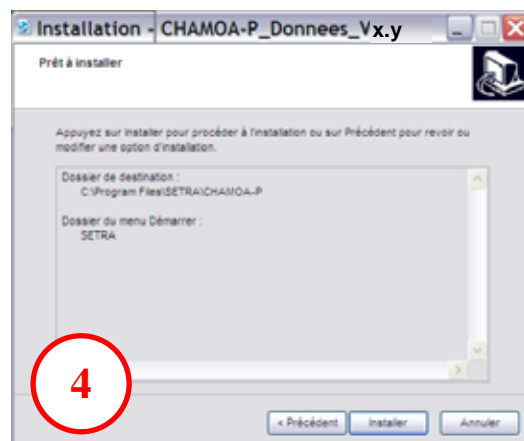 Installation - CHAMOA-P_Donnees_Vx.y
Prêt à installer
Appuyez sur Installer pour procéder à l'installation ou sur Précédent pour revoir ou
modifier une option d'installation.
Dossier de destination :
C:\Program Files\SETRA\CHAMOA-P
Dossier du menu Démarrer :
SETRA
4
< Précédent
Installer
Annuler